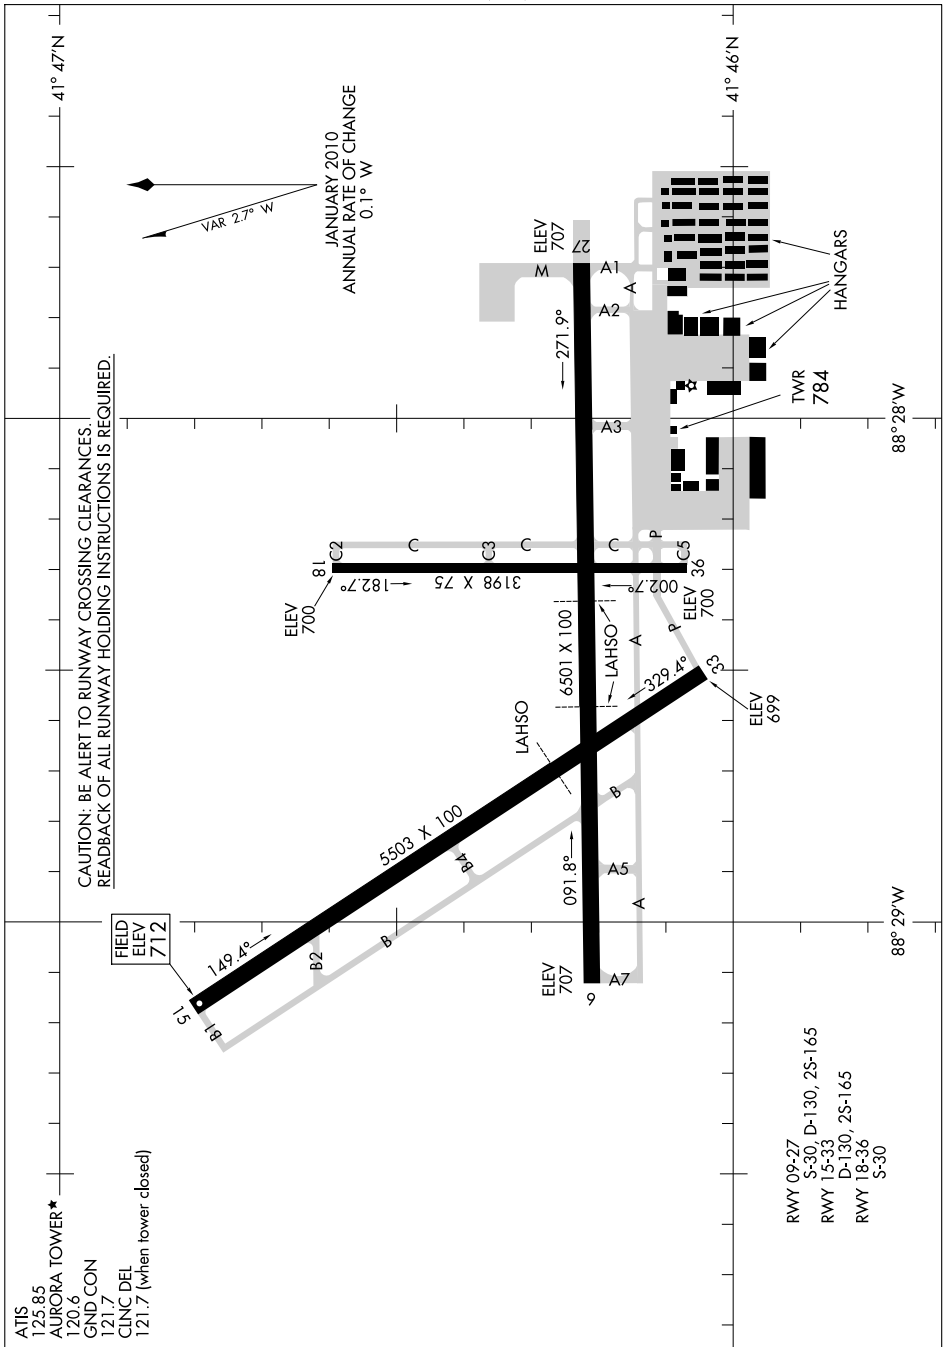 ATIS
125.85
AURORA TOWER★
120.6
GND CON
121.7
CLNC DEL
121.7 (when tower closed)
CAUTION: BE ALERT TO RUNWAY CROSSING CLEARANCES.
READBACK OF ALL RUNWAY HOLDING INSTRUCTIONS IS REQUIRED.
JANUARY 2010
ANNUAL RATE OF CHANGE
0.1° W
VAR 2.7° W
41° 47'N
41° 46'N
88° 28'W
88° 29'W
FIELD
ELEV
712
15
149.4°
B1
B2
B
B4
5503 X 100
LAHSO
B
329.4°
33
ELEV
699
ELEV
700
18
182.7°
3198 X 75
C2
C
C3
C
C
C5
002.7°
36
ELEV
700
P
P
ELEV
707
9
091.8°
6501 X 100
LAHSO
271.9°
27
ELEV
707
W
A1
A
A2
A3
A
A5
A
A7
TWR
784
HANGARS
RWY 09-27
S-30, D-130, 2S-165
RWY 15-33
D-130, 2S-165
RWY 18-36
S-30